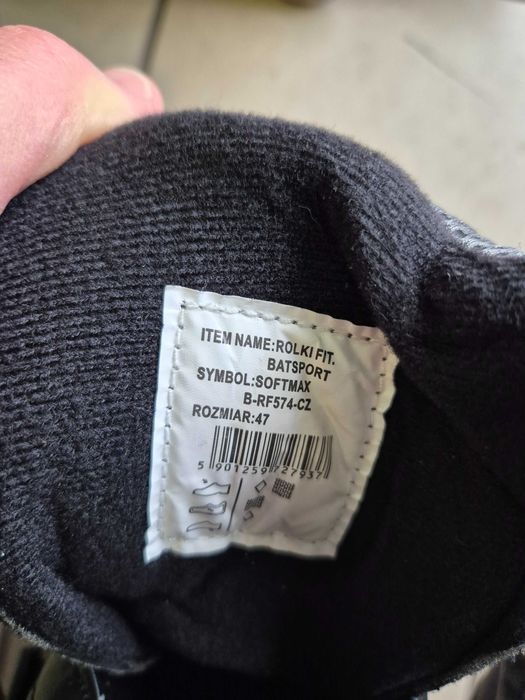 ITEM NAME:ROLKI FIT.
BATSPORT
SYMBOL:SOFTMAX
B-RF574-CZ
ROZMIAR:47
5 901259 727937